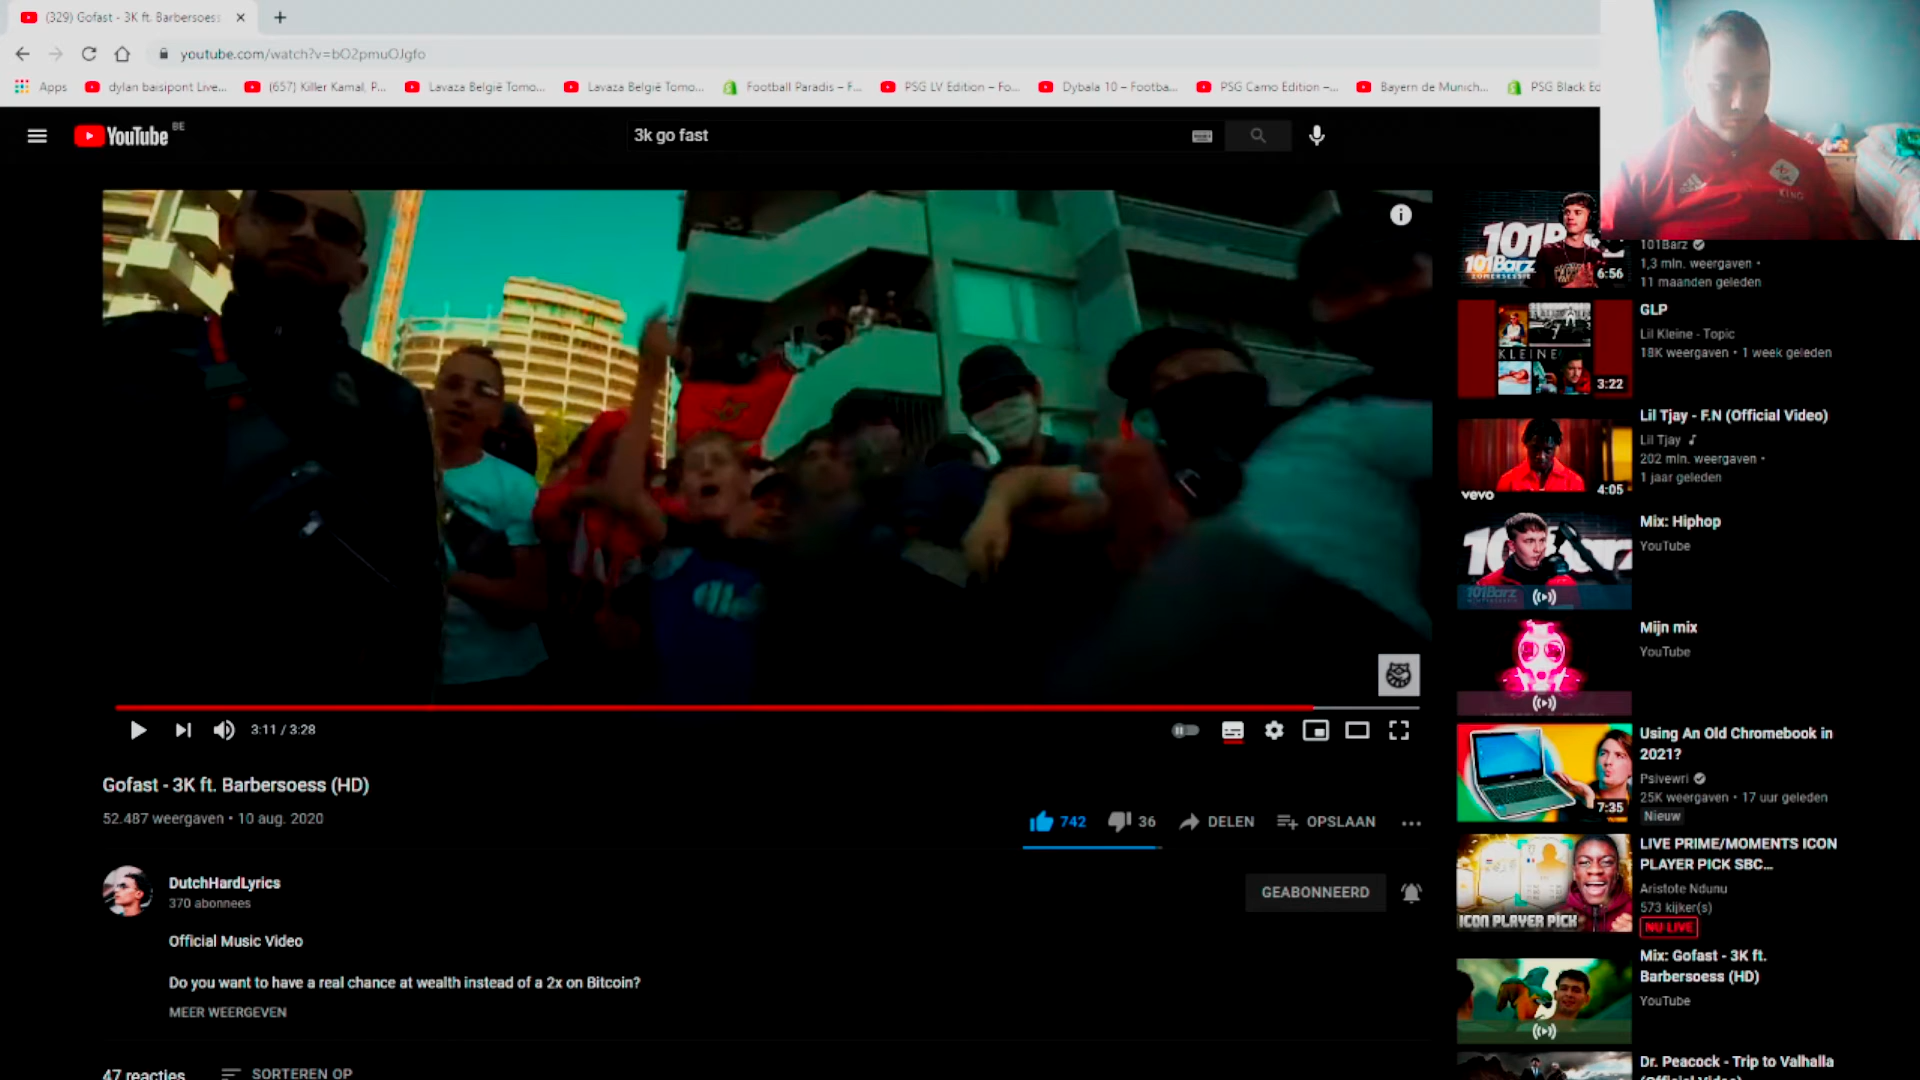 (329) Gofast - 3K ft. Barbersoess
youtube.com/watch?v=bO2pmuOJgfo
Apps
dylan baisipont Live...
(657) Killer Kamal, P...
Lavaza België Tomo...
Lavaza België Tomo...
Football Paradis – F...
PSG LV Edition – Fo...
Dybala 10 – Footba...
PSG Camo Edition –...
Bayern de Munich...
PSG Black Ed
YouTube BE
3k go fast
KING
101Barz
6:56
101Barz
1,3 mln. weergaven •
11 maanden geleden
KLEINE
3:22
GLP
Lil Kleine - Topic
18K weergaven • 1 week geleden
vevo
4:05
Lil Tjay - F.N (Official Video)
Lil Tjay
202 mln. weergaven •
1 jaar geleden
101Barz
Mix: Hiphop
YouTube
Mijn mix
YouTube
7:35
Using An Old Chromebook in
2021?
Psivewri
25K weergaven • 17 uur geleden
Nieuw
ICON PLAYER PICK
LIVE PRIME/MOMENTS ICON
PLAYER PICK SBC...
Aristote Ndunu
573 kijker(s)
NU LIVE
Mix: Gofast - 3K ft.
Barbersoess (HD)
YouTube
Dr. Peacock - Trip to Valhalla
(Official Video)
3:11 / 3:28
Gofast - 3K ft. Barbersoess (HD)
52.487 weergaven • 10 aug. 2020
742
36
DELEN
OPSLAAN
DutchHardLyrics
370 abonnees
GEABONNEERD
Official Music Video
Do you want to have a real chance at wealth instead of a 2x on Bitcoin?
MEER WEERGEVEN
47 reacties
SORTEREN OP